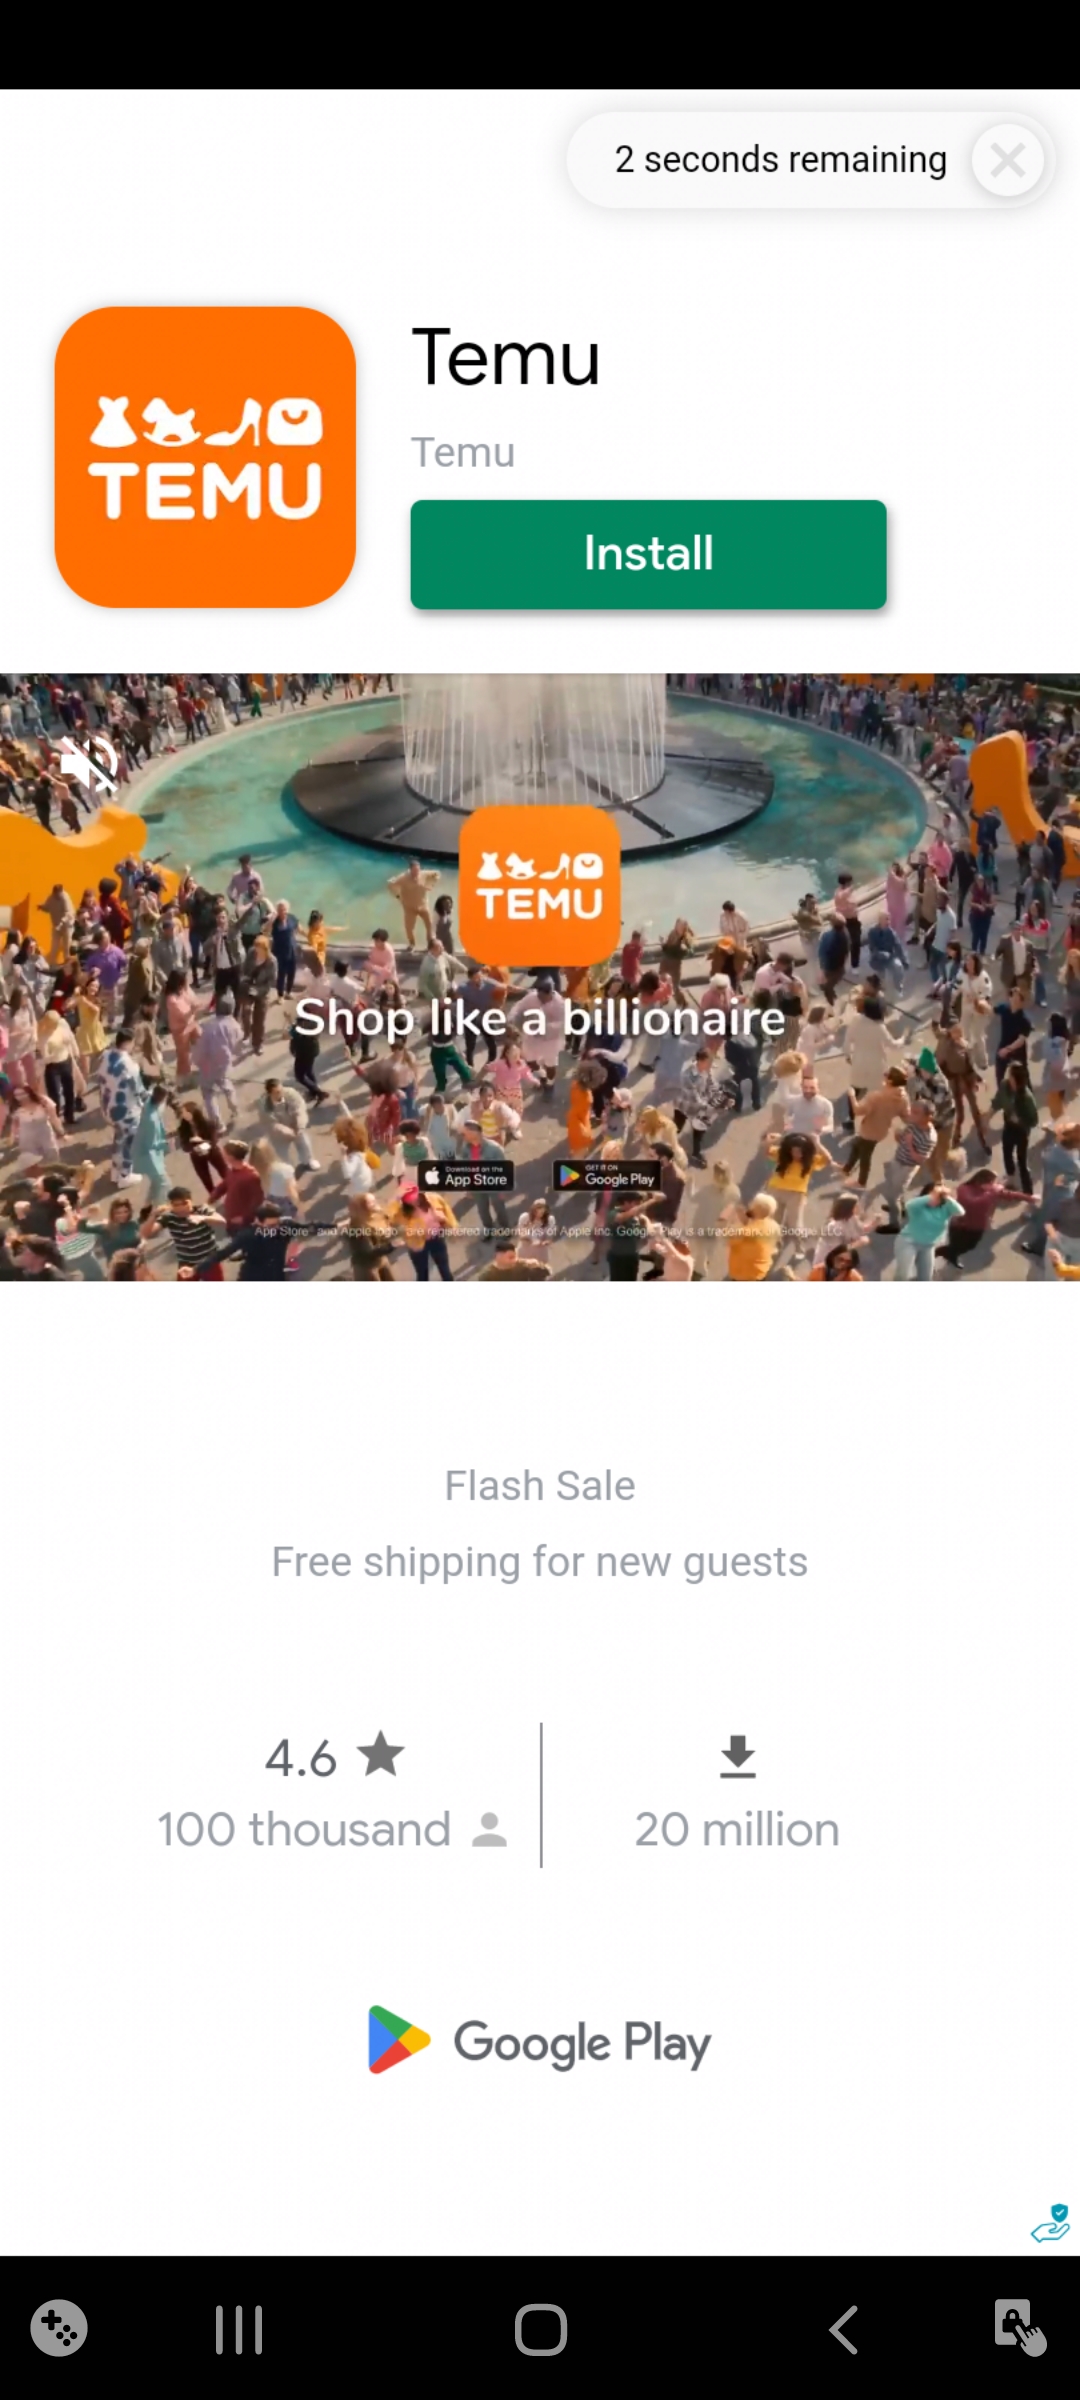 2 seconds remaining
TEMU
Temu
Temu
Install
TEMU
Shop like a billionaire
Download on the
App Store
GET IT ON
Google Play
App Store® and Apple logo® are registered trademarks of Apple Inc. Google Play is a trademark of Google LLC
Flash Sale
Free shipping for new guests
4.6
100 thousand
20 million
Google Play